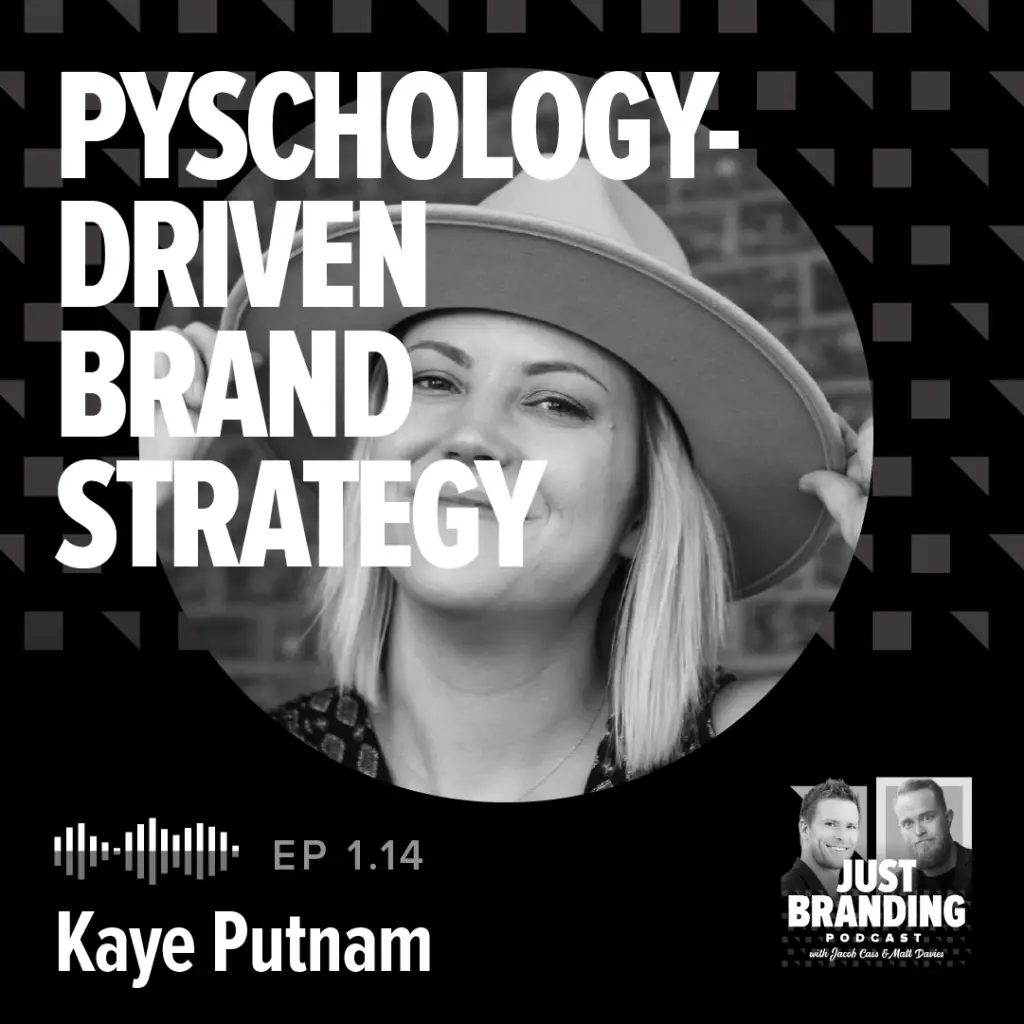 PYSCHOLOGY-
DRIVEN
BRAND
STRATEGY
EP 1.14
Kaye Putnam
JUST
BRANDING
PODCAST
with Jacob Cass & Matt Davies